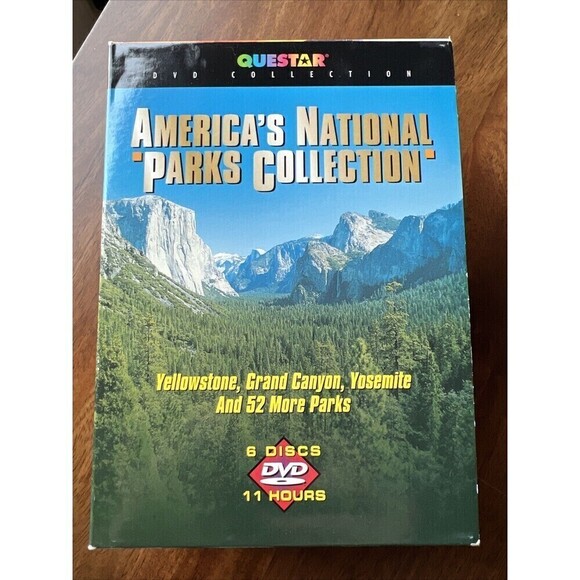 QUESTAR®
DVD COLLECTION
AMERICA'S NATIONAL
PARKS COLLECTION
Yellowstone, Grand Canyon, Yosemite
And 52 More Parks
6 DISCS
DVD
11 HOURS